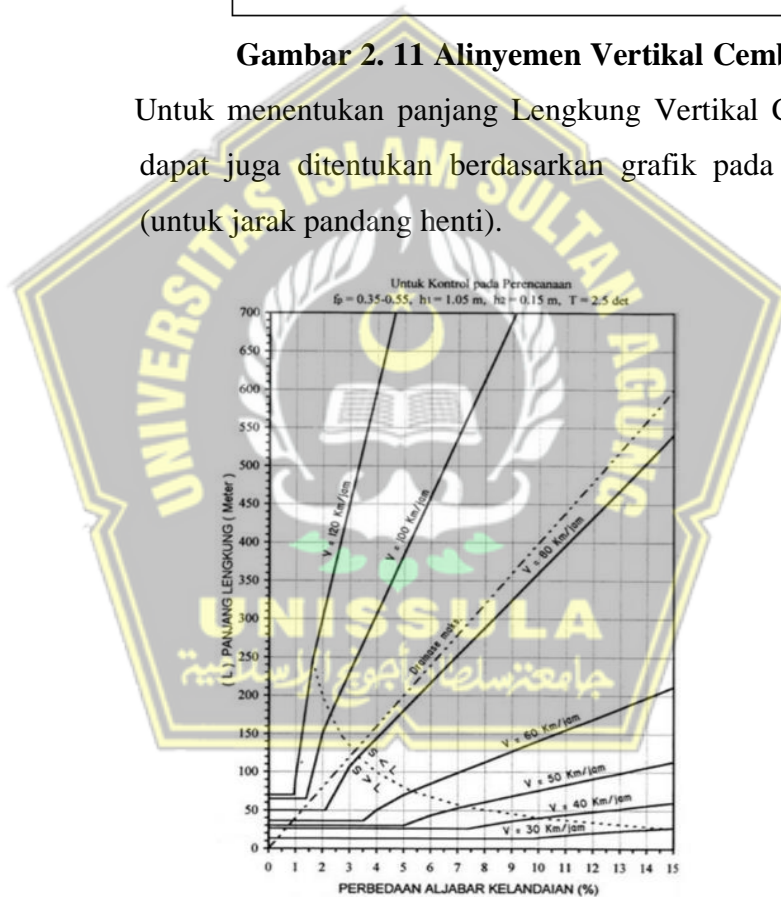 Gambar 2. 11 Alinyemen Vertikal Cemb
Untuk menentukan panjang Lengkung Vertikal C
dapat juga ditentukan berdasarkan grafik pada
(untuk jarak pandang henti).
Untuk Kontrol pada Perencanaan
fp = 0.35-0.55, h1 = 1.05 m, h2 = 0.15 m, T = 2.5 det
700
650
600
550
500
450
400
350
300
250
200
150
100
50
0
(L) PANJANG LENGKUNG ( Meter )
V = 120 Km/jam
V = 100 Km/jam
V = 80 Km/jam
Drainase maks.
S < L
S > L
V = 60 Km/jam
V = 50 Km/jam
V = 40 Km/jam
V = 30 Km/jam
0 1 2 3 4 5 6 7 8 9 10 11 12 13 14 15
PERBEDAAN ALJABAR KELANDAIAN (%)
UNIVERSITAS ISLAM SULTAN AGUNG
UNISSULA
جامعتسلطان أجونج الإسلامية